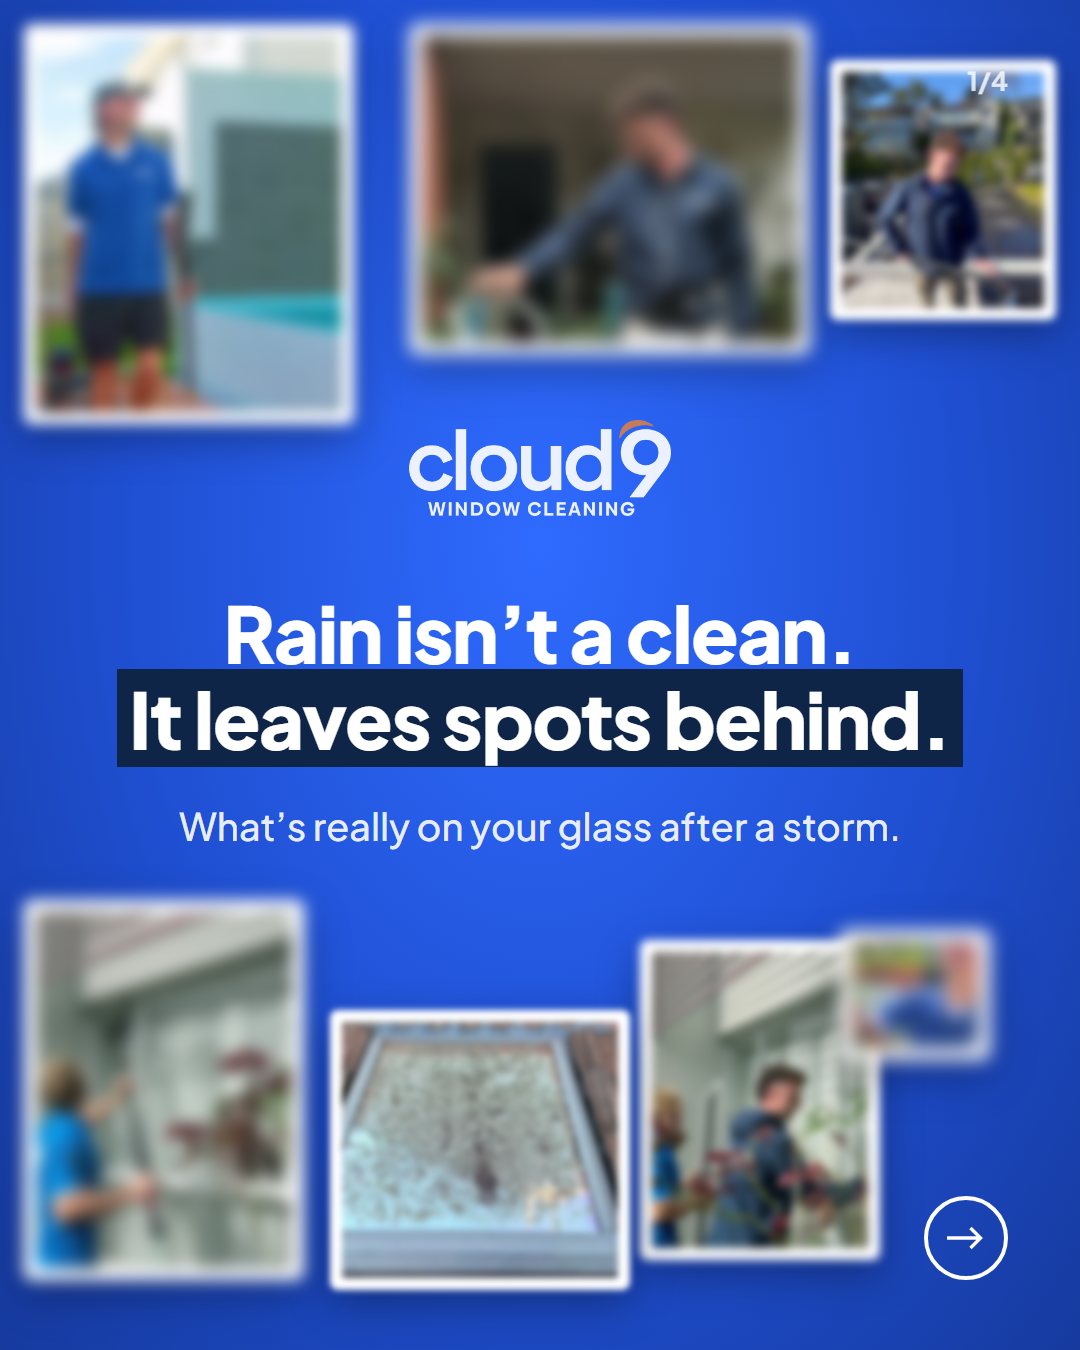 1/4
cloud9
WINDOW CLEANING
Rain isn’t a clean.
It leaves spots behind.
What’s really on your glass after a storm.